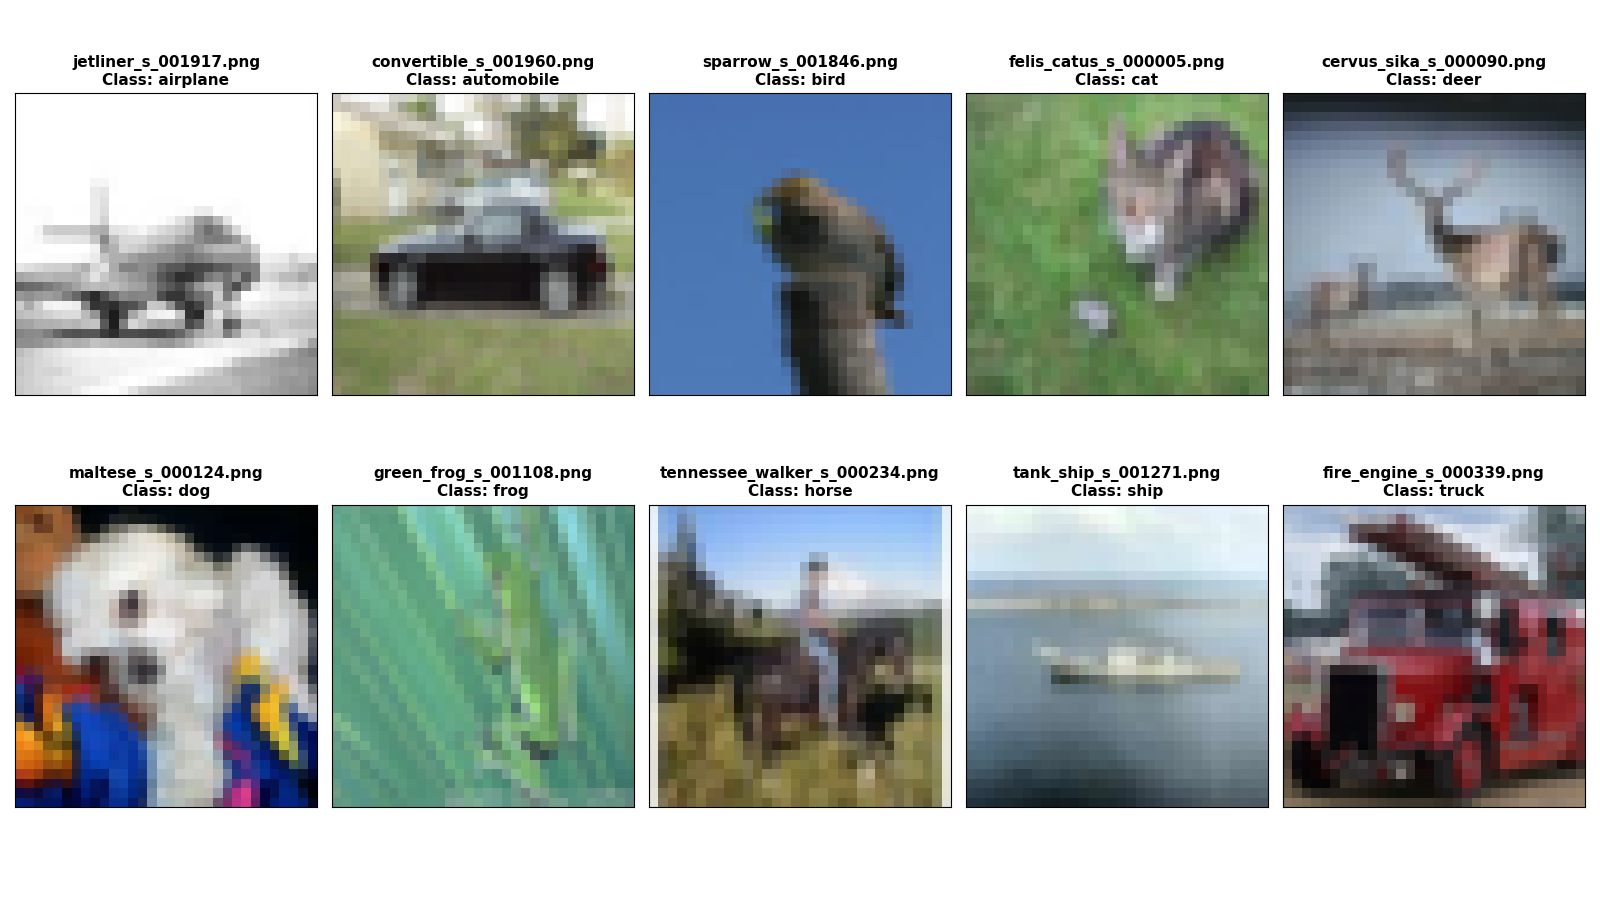 jetliner_s_001917.png
Class: airplane
convertible_s_001960.png
Class: automobile
sparrow_s_001846.png
Class: bird
felis_catus_s_000005.png
Class: cat
cervus_sika_s_000090.png
Class: deer
maltese_s_000124.png
Class: dog
green_frog_s_001108.png
Class: frog
tennessee_walker_s_000234.png
Class: horse
tank_ship_s_001271.png
Class: ship
fire_engine_s_000339.png
Class: truck